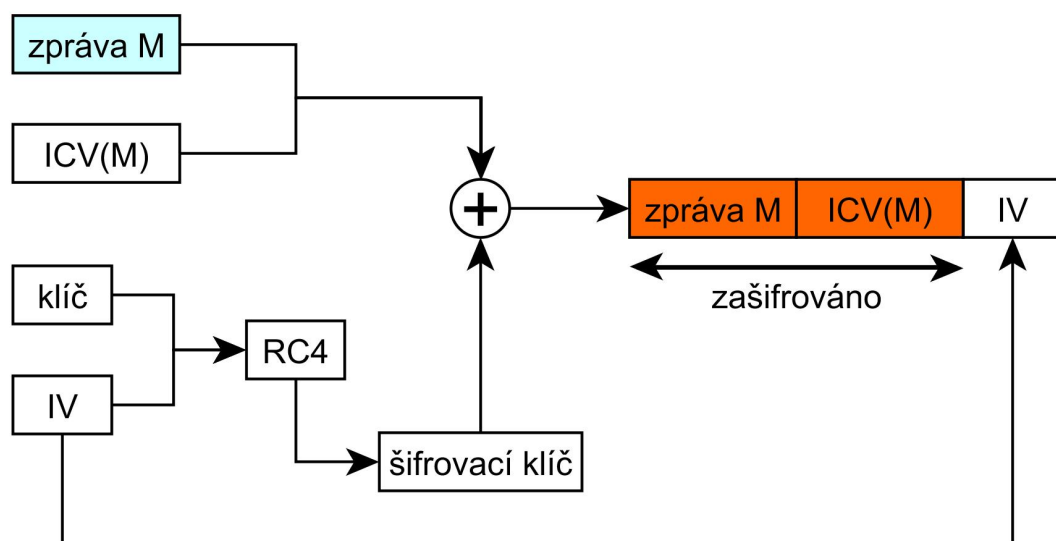 zpráva M
ICV(M)
zpráva M ICV(M) IV
zašifrováno
klíč
RC4
IV
šifrovací klíč